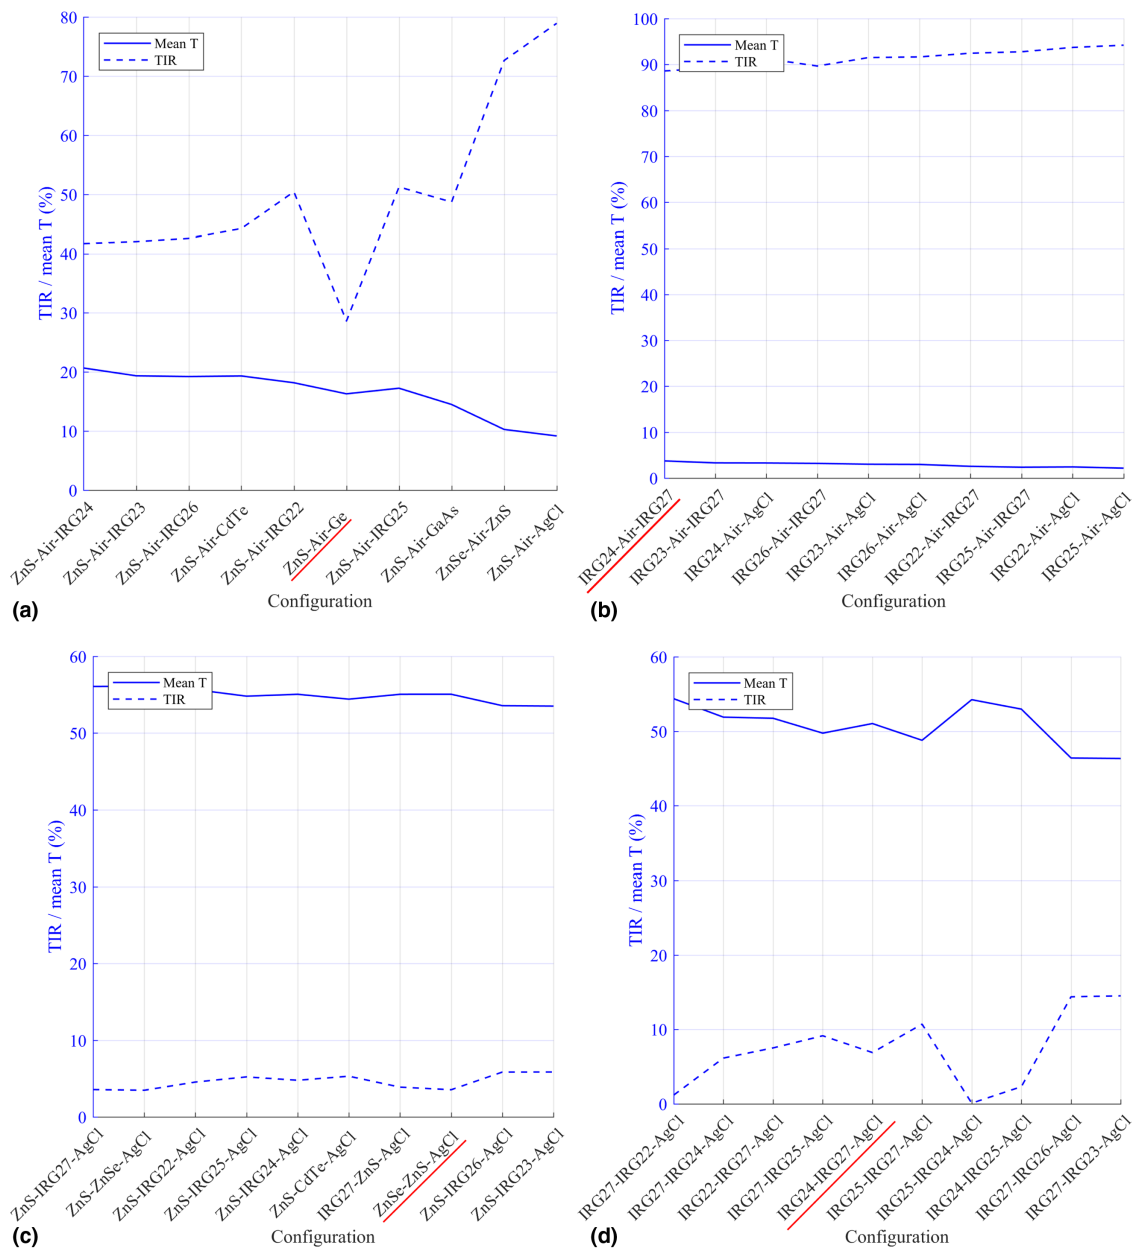 80
70
60
50
40
30
20
10
0
TIR / mean T (%)
Mean T
TIR
ZnS-Air-IRG24
ZnS-Air-IRG23
ZnS-Air-IRG26
ZnS-Air-CdTe
ZnS-Air-IRG22
ZnS-Air-Ge
ZnS-Air-IRG25
ZnS-Air-GaAs
ZnSe-Air-ZnS
ZnS-Air-AgCl
Configuration
(a)
100
90
80
70
60
50
40
30
20
10
0
TIR / mean T (%)
Mean T
TIR
IRG24-Air-IRG27
IRG23-Air-IRG27
IRG24-Air-AgCl
IRG26-Air-IRG27
IRG23-Air-AgCl
IRG26-Air-AgCl
IRG22-Air-IRG27
IRG25-Air-IRG27
IRG22-Air-AgCl
IRG25-Air-AgCl
Configuration
(b)
60
50
40
30
20
10
0
TIR / mean T (%)
Mean T
TIR
ZnS-IRG27-AgCl
ZnS-ZnSe-AgCl
ZnS-IRG22-AgCl
ZnS-IRG25-AgCl
ZnS-IRG24-AgCl
ZnS-CdTe-AgCl
IRG27-ZnS-AgCl
ZnSe-ZnS-AgCl
ZnS-IRG26-AgCl
ZnS-IRG23-AgCl
Configuration
(c)
60
50
40
30
20
10
0
TIR / mean T (%)
Mean T
TIR
IRG27-IRG22-AgCl
IRG27-IRG24-AgCl
IRG22-IRG27-AgCl
IRG27-IRG25-AgCl
IRG24-IRG27-AgCl
IRG25-IRG27-AgCl
IRG25-IRG24-AgCl
IRG24-IRG25-AgCl
IRG27-IRG26-AgCl
IRG27-IRG23-AgCl
Configuration
(d)